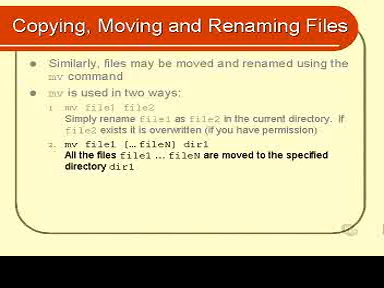 Copying, Moving and Renaming Files
Similarly, files may be moved and renamed using the
mv command
mv is used in two ways:
1. mv file1 file2
Simply rename file1 as file2 in the current directory. If
file2 exists it is overwritten (if you have permission)
2. mv file1 [… fileN] dir1
All the files file1 … fileN are moved to the specified
directory dir1